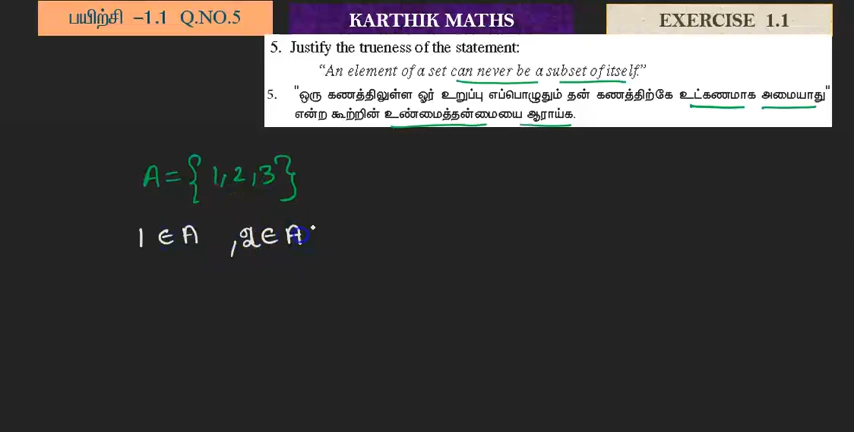 பயிற்சி -1.1 Q.NO.5
KARTHIK MATHS
EXERCISE 1.1
5. Justify the trueness of the statement:
“An element of a set can never be a subset of itself.”
5. "ஒரு கணத்திலுள்ள ஓர் உறுப்பு எப்பொழுதும் தன் கணத்திற்கே உட்கணமாக அமையாது"
என்ற கூற்றின் உண்மைத்தன்மையை ஆராய்க.
A = {1, 2, 3}
1 ∈ A , 2 ∈ A